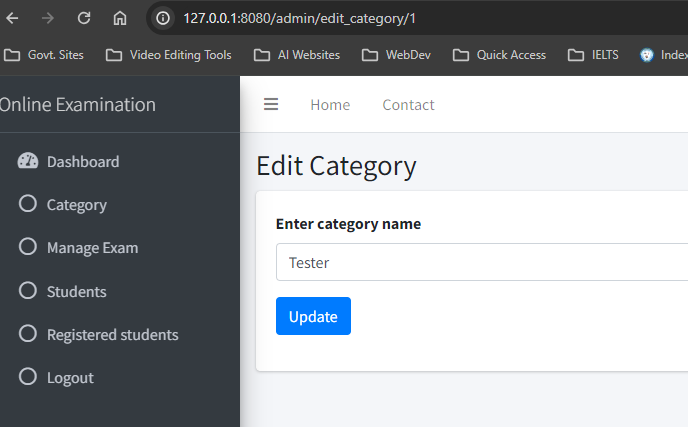 127.0.0.1:8080/admin/edit_category/1
Govt. Sites Video Editing Tools AI Websites WebDev Quick Access IELTS Index
Online Examination
Home Contact
Dashboard
Category
Manage Exam
Students
Registered students
Logout
Edit Category
Enter category name
Tester
Update